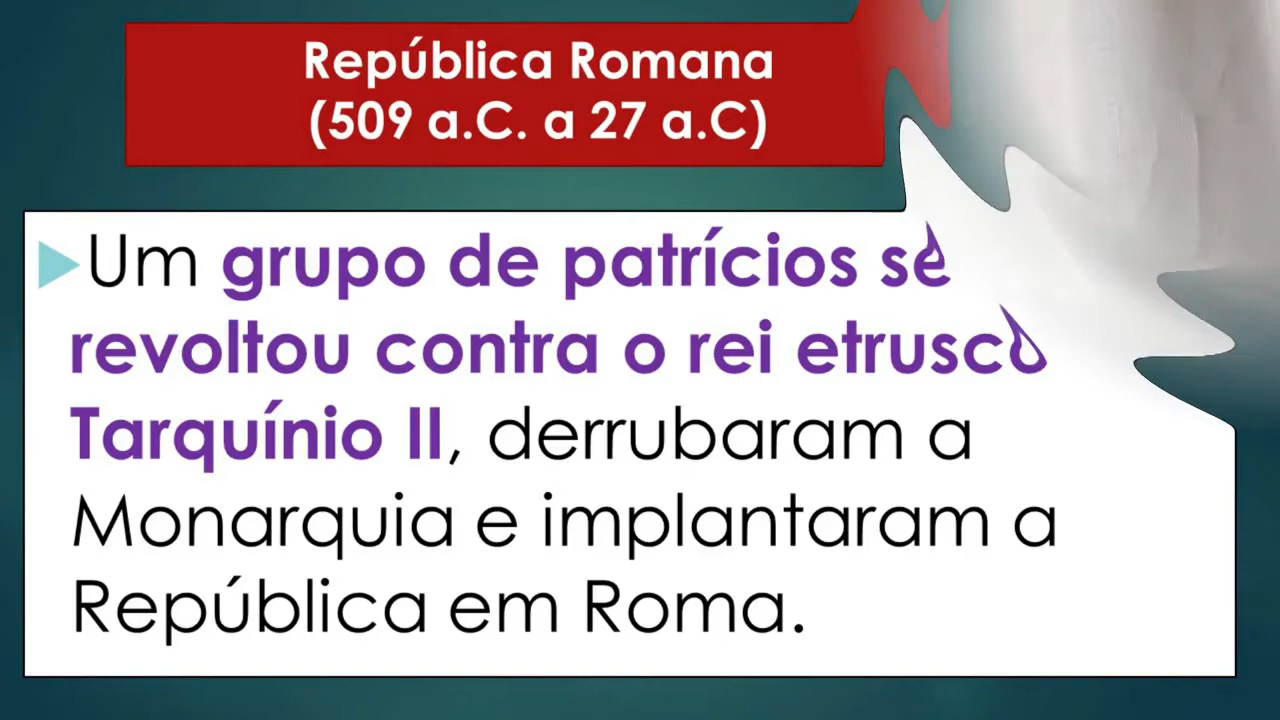 República Romana
(509 a.C. a 27 a.C)
Um grupo de patrícios se
revoltou contra o rei etrusco
Tarquínio II, derrubaram a
Monarquia e implantaram a
República em Roma.